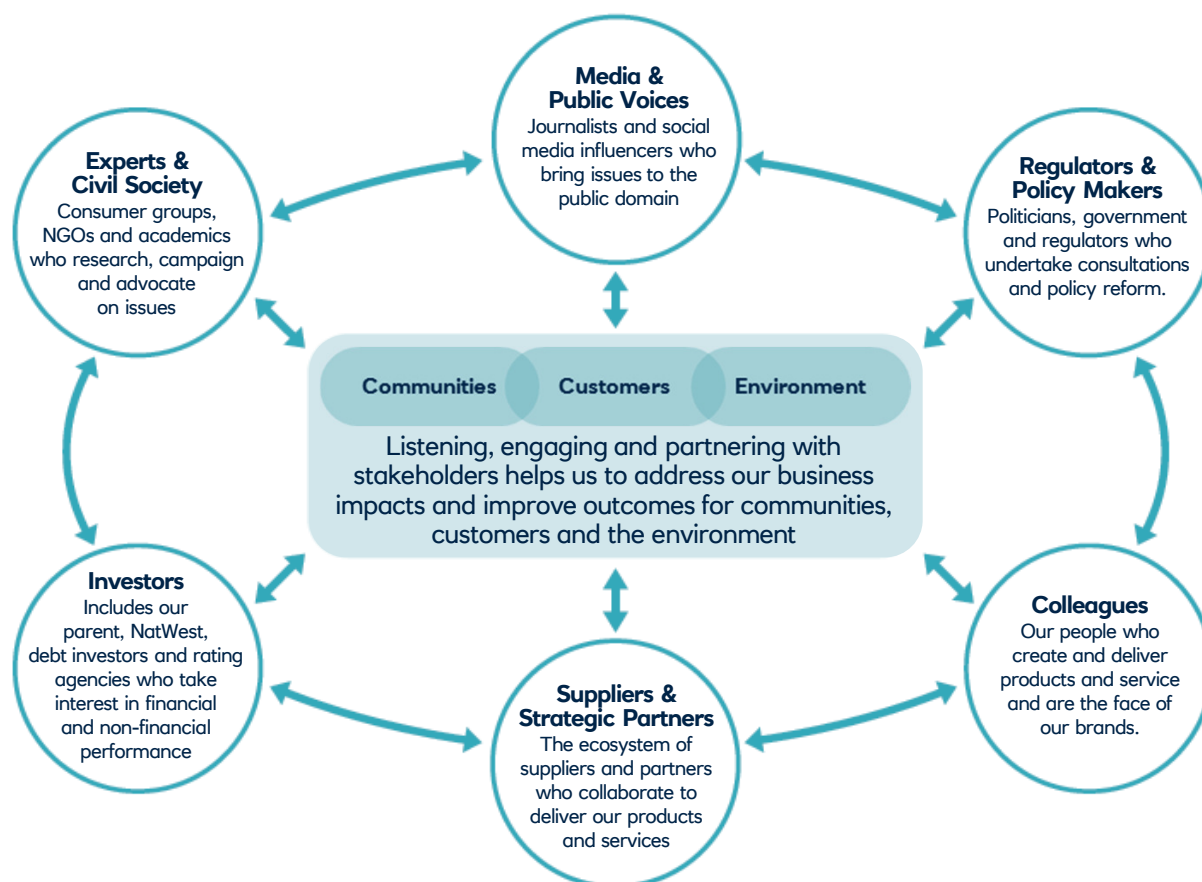 Media &
Public Voices
Journalists and social
media influencers who
bring issues to the
public domain
Experts &
Civil Society
Consumer groups,
NGOs and academics
who research, campaign
and advocate
on issues
Regulators &
Policy Makers
Politicians, government
and regulators who
undertake consultations
and policy reform.
Communities
Customers
Environment
Listening, engaging and partnering with
stakeholders helps us to address our business
impacts and improve outcomes for communities,
customers and the environment
Investors
Includes our
parent, NatWest,
debt investors and rating
agencies who take
interest in financial
and non-financial
performance
Suppliers &
Strategic Partners
The ecosystem of
suppliers and partners
who collaborate to
deliver our products
and services
Colleagues
Our people who
create and deliver
products and service
and are the face of
our brands.